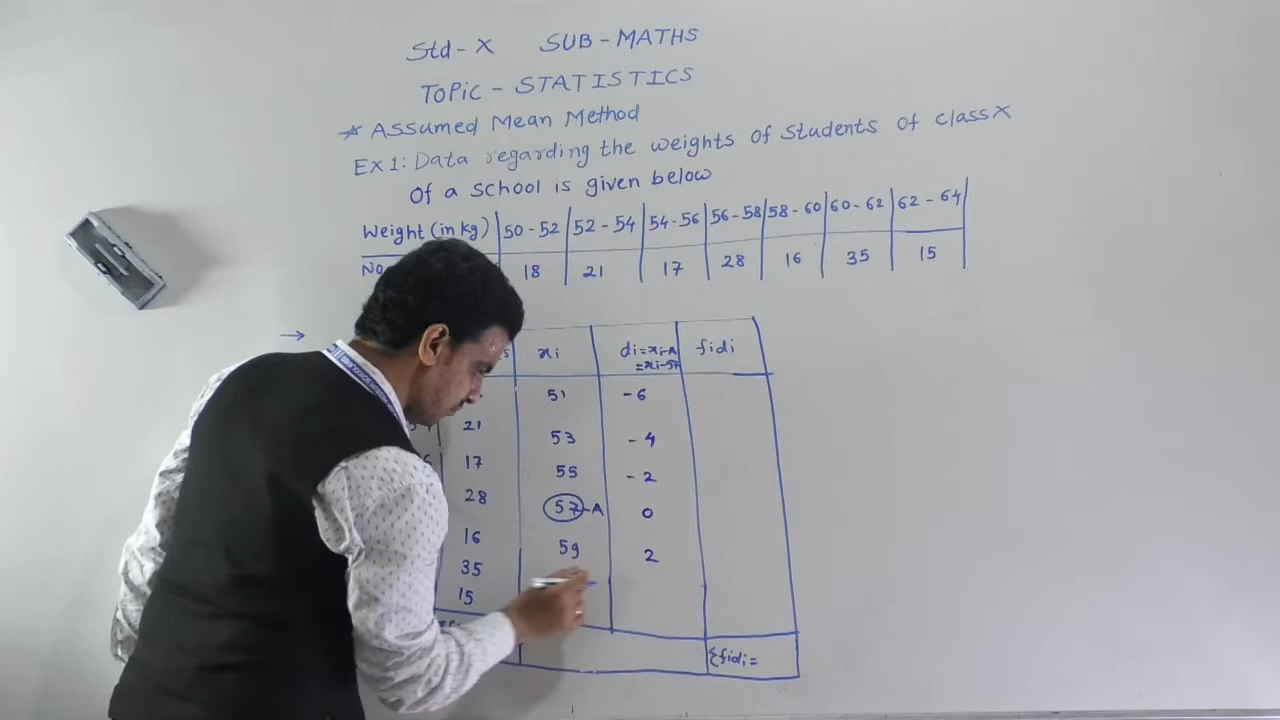 Std - X SUB - MATHS
TOPiC - STATISTICS
* ASSUMED MEAN METHOD
EX 1: Data regarding the weights of students of class X
Of a school is given below
Weight (in kg) 50 - 52 52 - 54 54 - 56 56 - 58 58 - 60 60 - 62 62 - 64
No 18 21 17 28 16 35 15
→ s xi di = xi - A fidi
= xi - 57
51 -6
21 53 -4
17 55 -2
28 57 - A 0
16 59 2
35
15
Σfidi =